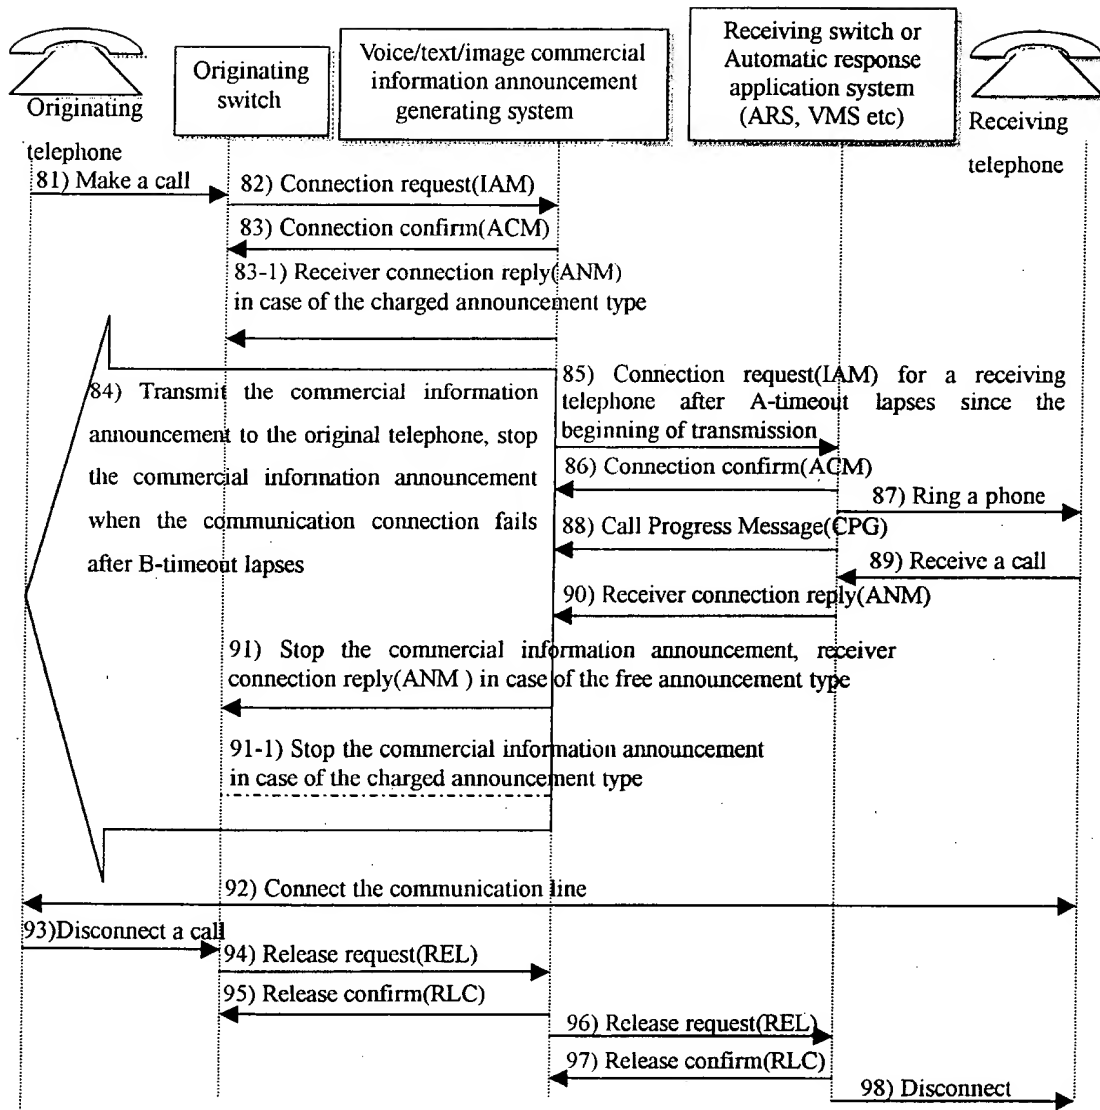 Originating
telephone
Originating
switch
Voice/text/image commercial
information announcement
generating system
Receiving switch or
Automatic response
application system
(ARS, VMS etc)
Receiving
telephone
81) Make a call
82) Connection request(IAM)
83) Connection confirm(ACM)
83-1) Receiver connection reply(ANM)
in case of the charged announcement type
84) Transmit the commercial information
announcement to the original telephone, stop
the commercial information announcement
when the communication connection fails
after B-timeout lapses
85) Connection request(IAM) for a receiving
telephone after A-timeout lapses since the
beginning of transmission
86) Connection confirm(ACM)
87) Ring a phone
88) Call Progress Message(CPG)
89) Receive a call
90) Receiver connection reply(ANM)
91) Stop the commercial information announcement, receiver
connection reply(ANM ) in case of the free announcement type
91-1) Stop the commercial information announcement
in case of the charged announcement type
92) Connect the communication line
93)Disconnect a call
94) Release request(REL)
95) Release confirm(RLC)
96) Release request(REL)
97) Release confirm(RLC)
98) Disconnect